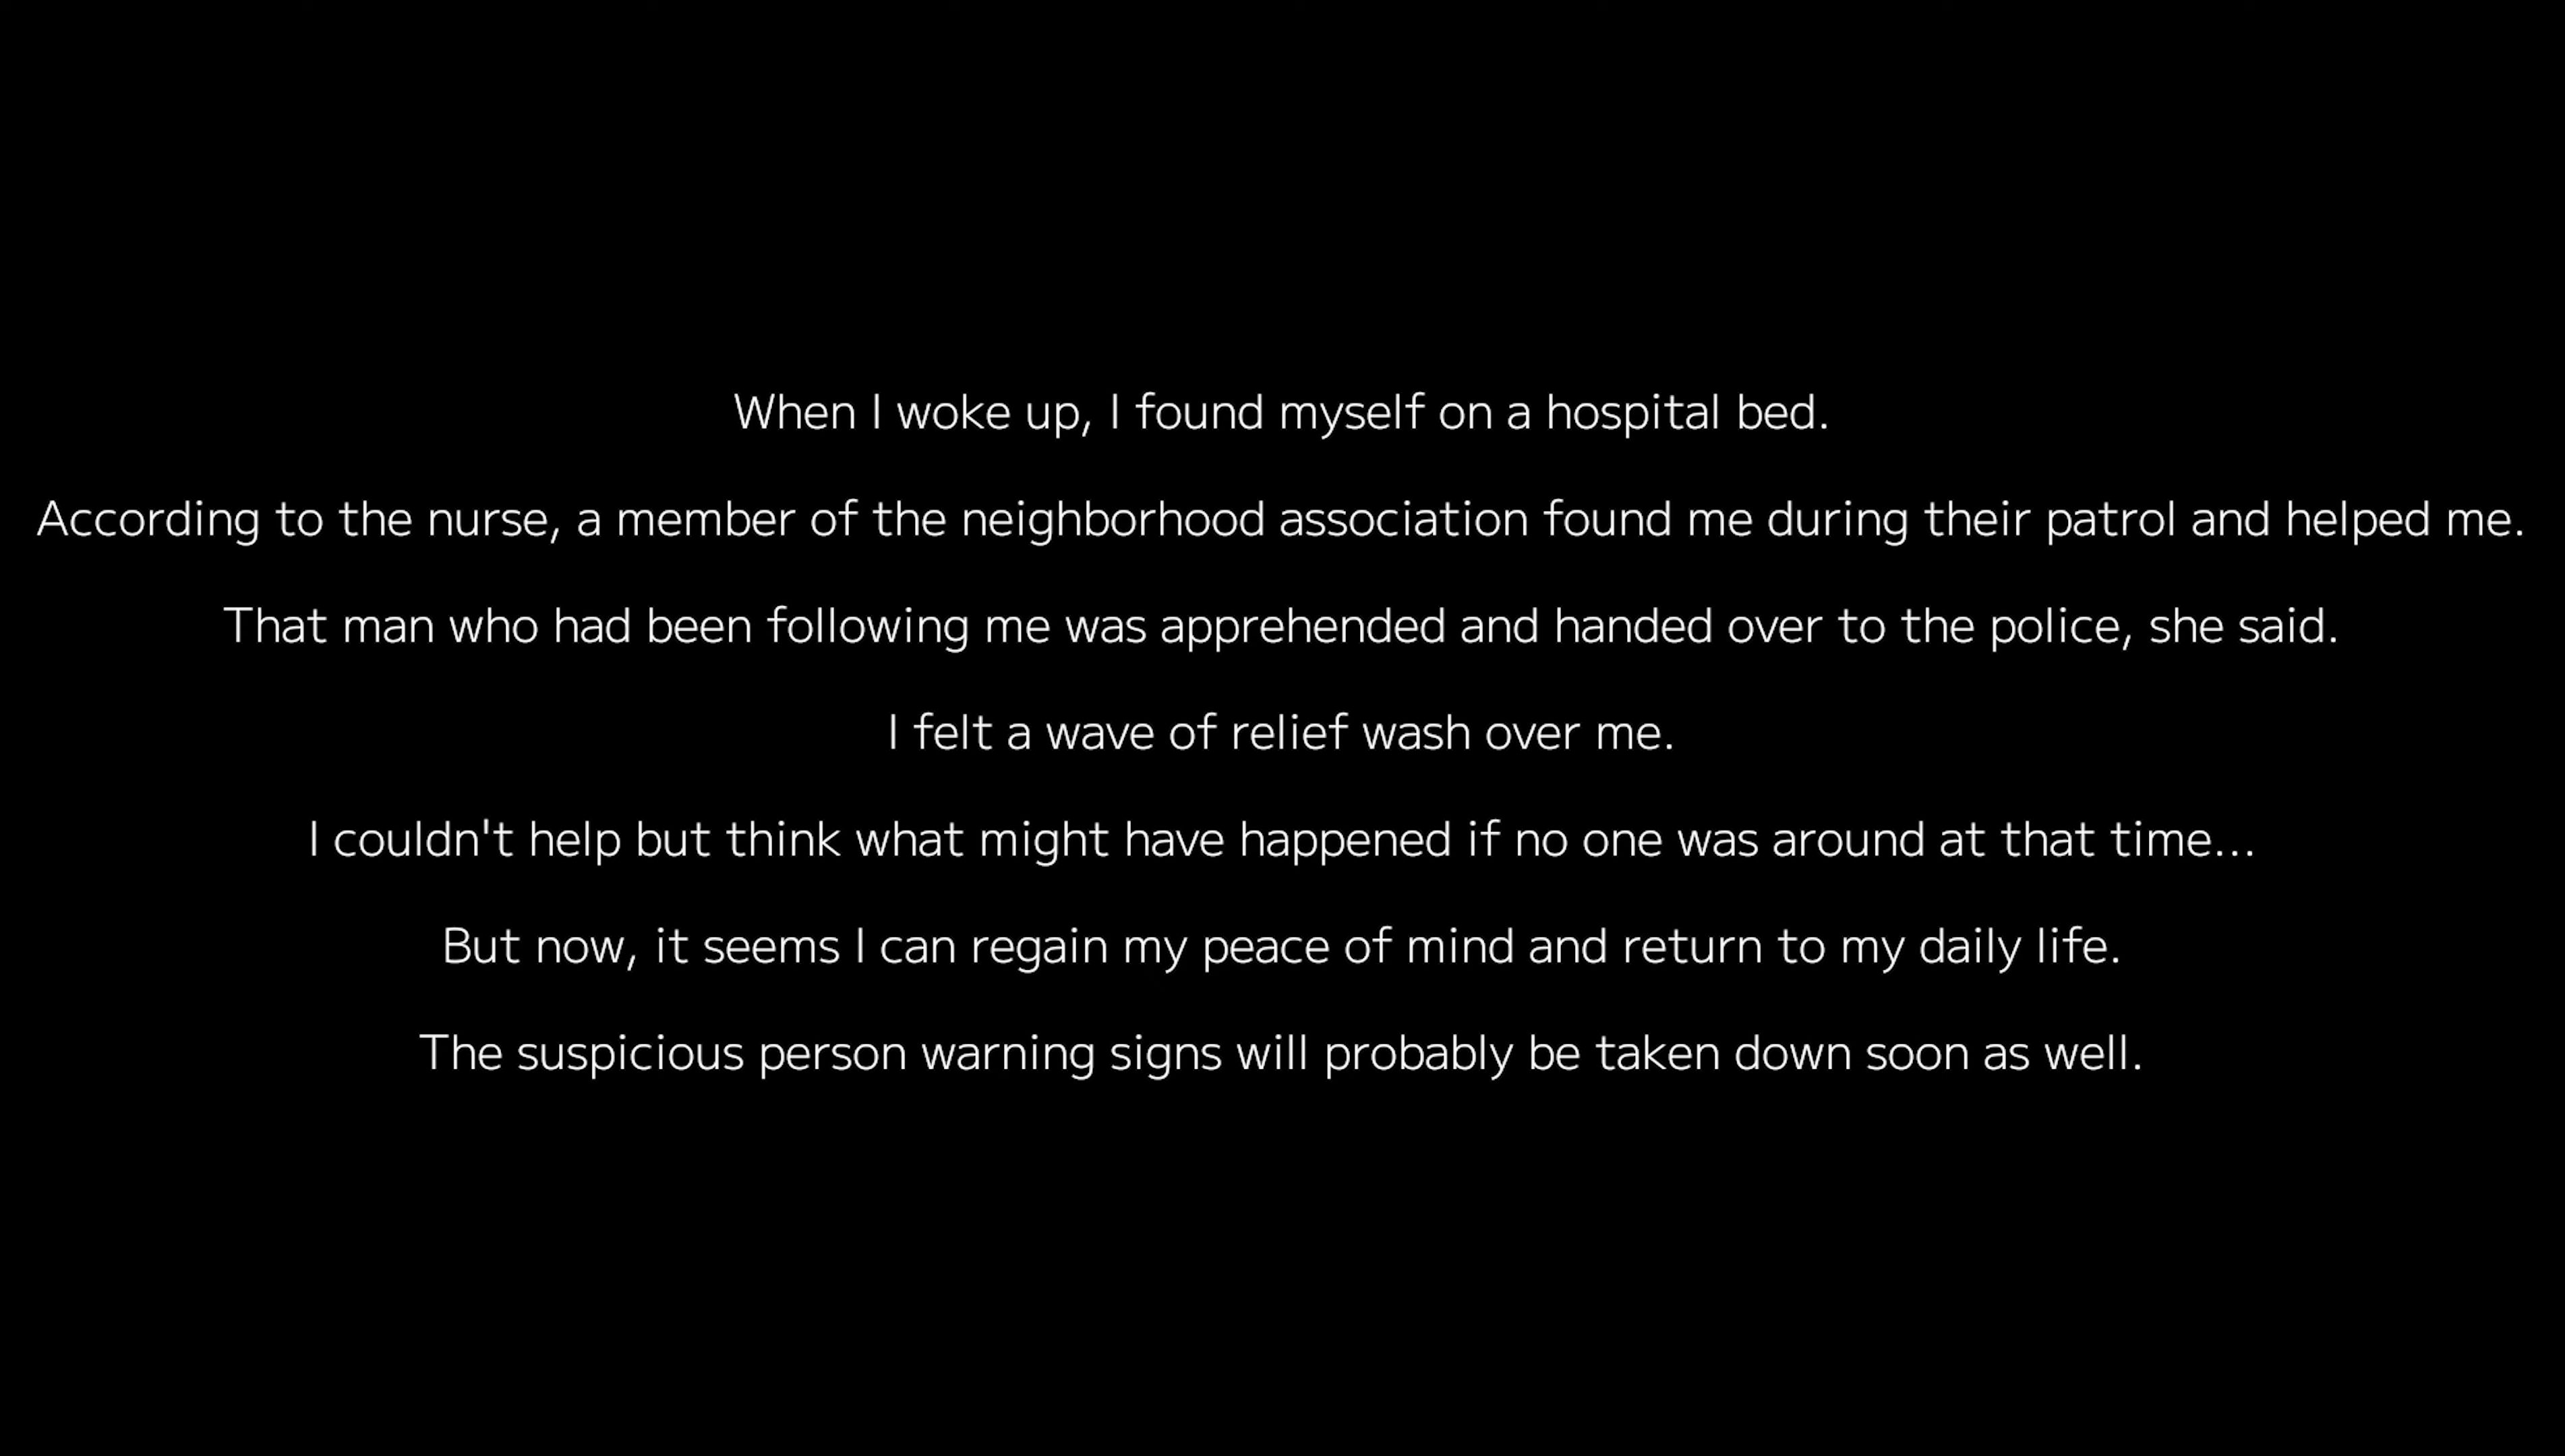 When I woke up, I found myself on a hospital bed.
According to the nurse, a member of the neighborhood association found me during their patrol and helped me.
That man who had been following me was apprehended and handed over to the police, she said.
I felt a wave of relief wash over me.
I couldn't help but think what might have happened if no one was around at that time...
But now, it seems I can regain my peace of mind and return to my daily life.
The suspicious person warning signs will probably be taken down soon as well.